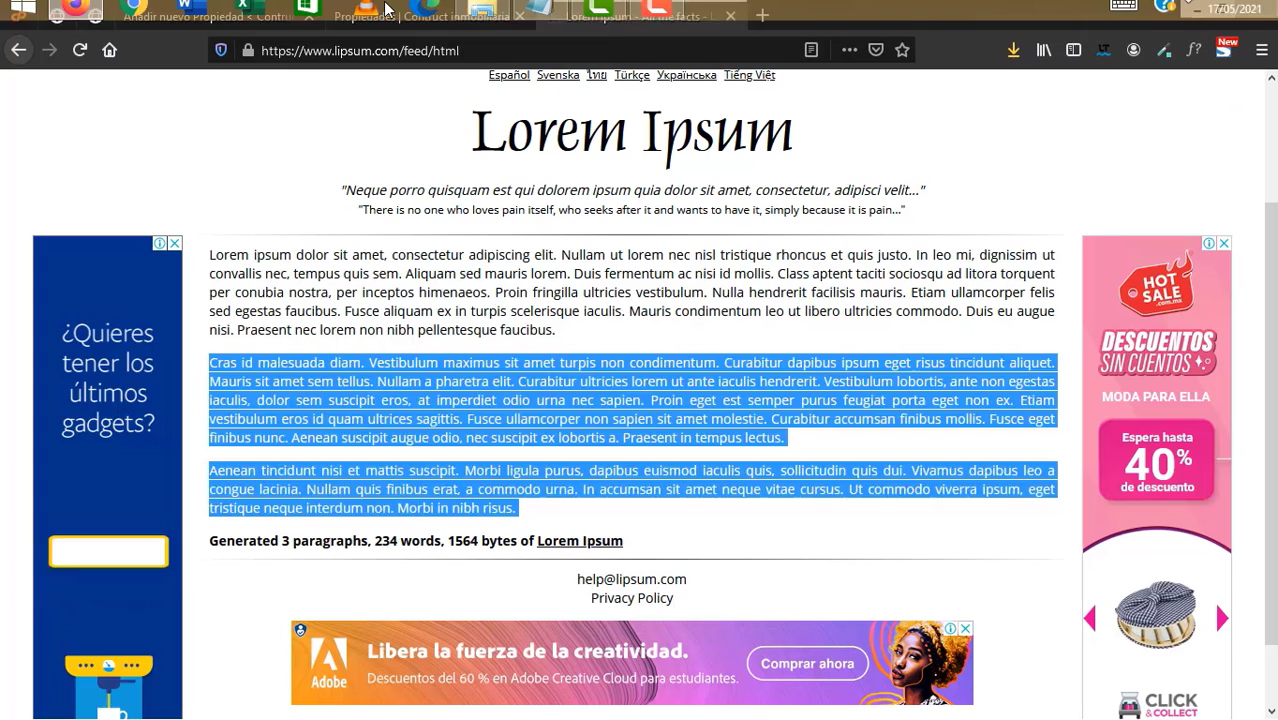 Añadir nuevo Propiedad < Contru
Propiedades | Contruct inmobiliaria
Lorem Ipsum - All the facts -
17/05/2021
https://www.lipsum.com/feed/html
New
Español Svenska ไทย Türkçe Українська Tiếng Việt
Lorem Ipsum
"Neque porro quisquam est qui dolorem ipsum quia dolor sit amet, consectetur, adipisci velit..."
"There is no one who loves pain itself, who seeks after it and wants to have it, simply because it is pain..."
Lorem ipsum dolor sit amet, consectetur adipiscing elit. Nullam ut lorem nec nisl tristique rhoncus et quis justo. In leo mi, dignissim ut
convallis nec, tempus quis sem. Aliquam sed mauris lorem. Duis fermentum ac nisi id mollis. Class aptent taciti sociosqu ad litora torquent
per conubia nostra, per inceptos himenaeos. Proin fringilla ultricies vestibulum. Nulla hendrerit facilisis mauris. Etiam ullamcorper felis
sed egestas faucibus. Fusce aliquam ex in turpis scelerisque iaculis. Mauris condimentum leo ut libero ultricies commodo. Duis eu augue
nisi. Praesent nec lorem non nibh pellentesque faucibus.
Cras id malesuada diam. Vestibulum maximus sit amet turpis non condimentum. Curabitur dapibus ipsum eget risus tincidunt aliquet.
Mauris sit amet sem tellus. Nullam a pharetra elit. Curabitur ultricies lorem ut ante iaculis hendrerit. Vestibulum lobortis, ante non egestas
iaculis, dolor sem suscipit eros, at imperdiet odio urna nec sapien. Proin eget est semper purus feugiat porta eget non ex. Etiam
vestibulum eros id quam ultrices sagittis. Fusce ullamcorper non sapien sit amet molestie. Curabitur accumsan finibus mollis. Fusce eget
finibus nunc. Aenean suscipit augue odio, nec suscipit ex lobortis a. Praesent in tempus lectus.
Aenean tincidunt nisi et mattis suscipit. Morbi ligula purus, dapibus euismod iaculis quis, sollicitudin quis dui. Vivamus dapibus leo a
congue lacinia. Nullam quis finibus erat, a commodo urna. In accumsan sit amet neque vitae cursus. Ut commodo viverra ipsum, eget
tristique neque interdum non. Morbi in nibh risus.
Generated 3 paragraphs, 234 words, 1564 bytes of Lorem Ipsum
help@lipsum.com
Privacy Policy
¿Quieres
tener los
últimos
gadgets?
HOT
SALE
.com.mx
DESCUENTOS
SIN CUENTOS
MODA PARA ELLA
Espera hasta
40%
de descuento
CLICK
& COLLECT
Adobe
Libera la fuerza de la creatividad.
Descuentos del 60 % en Adobe Creative Cloud para estudiantes.
Comprar ahora